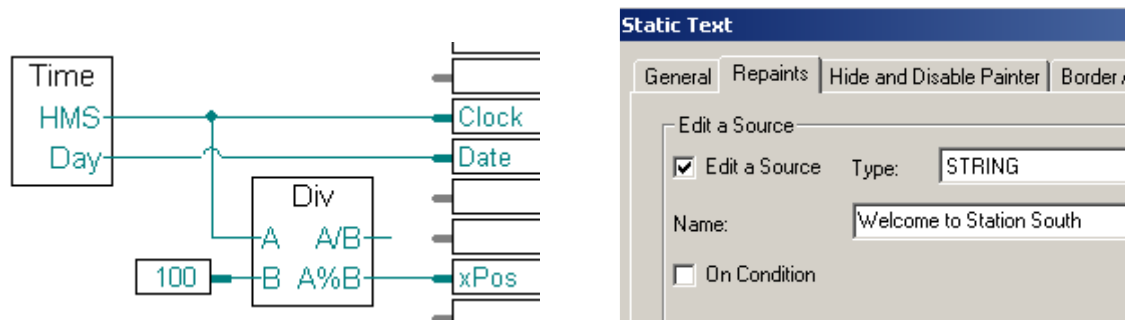 Time
HMS
Day
Clock
Date
Div
A A/B
100
B A%B
xPos
Static Text
General Repaints Hide and Disable Painter Border
Edit a Source
Edit a Source Type: STRING
Name: Welcome to Station South
On Condition